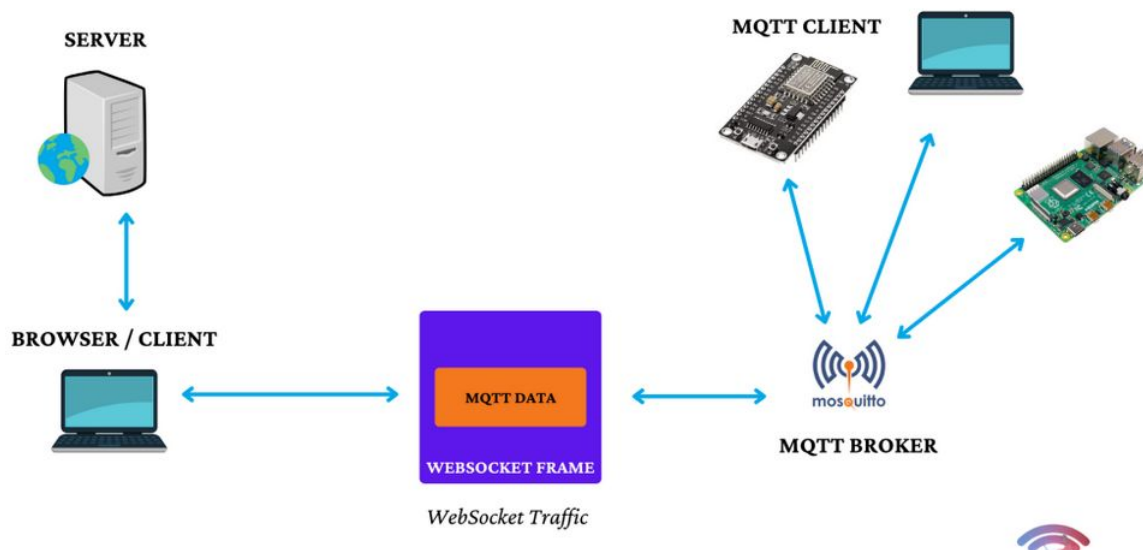 SERVER
MQTT CLIENT
BROWSER / CLIENT
MQTT DATA
WEBSOCKET FRAME
WebSocket Traffic
mosquitto
MQTT BROKER